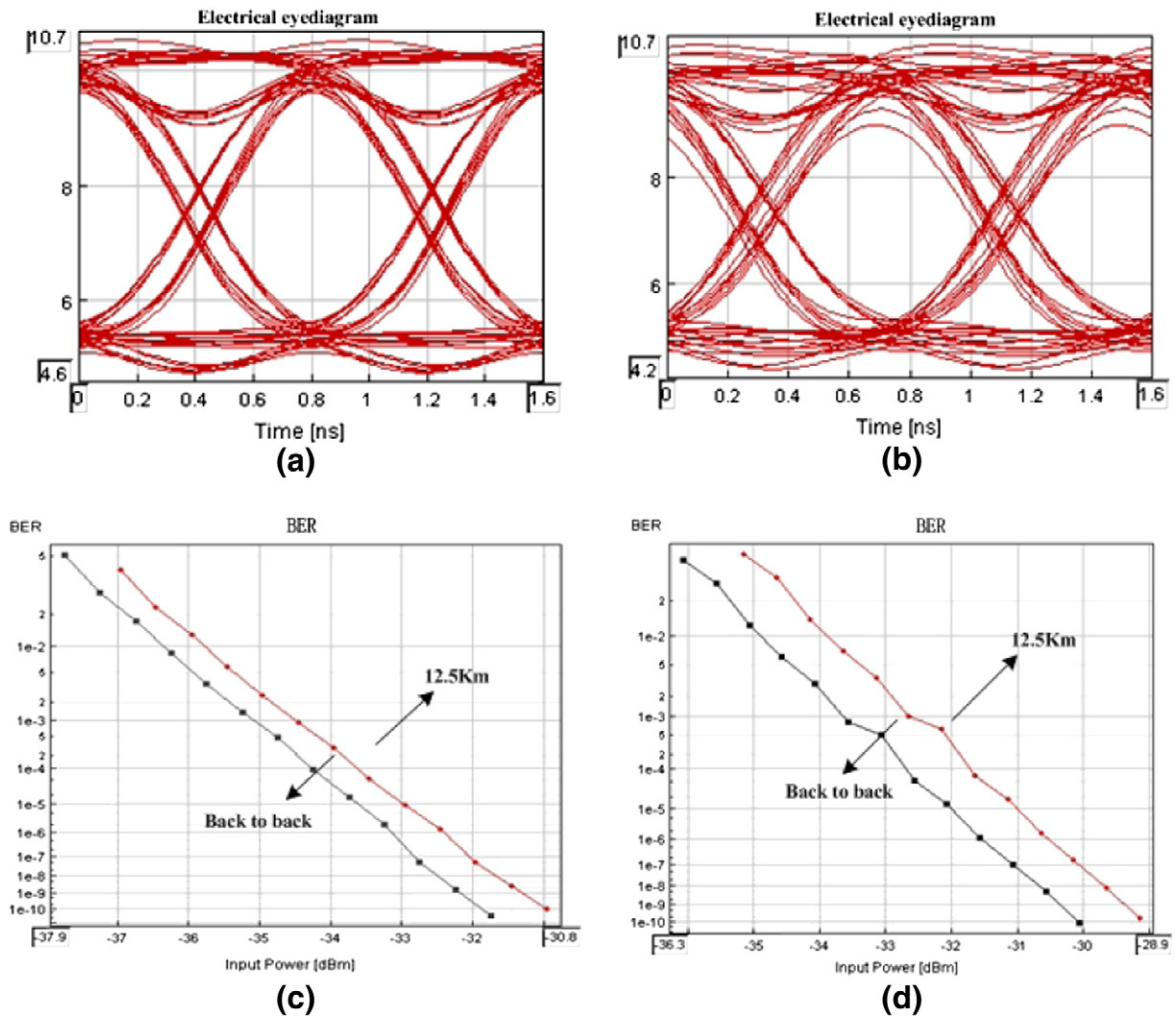 Electrical eyediagram
10.7
8
6
4.6
0 0.2 0.4 0.6 0.8 1 1.2 1.4 1.6
Time [ns]
(a)
Electrical eyediagram
10.7
8
6
4.2
0 0.2 0.4 0.6 0.8 1 1.2 1.4 1.6
Time [ns]
(b)
BER
BER
5
2
1e-2
5
2
1e-3
5
2
1e-4
1e-5
1e-6
1e-7
1e-8
1e-9
1e-10
12.5Km
Back to back
-37.9 -37 -36 -35 -34 -33 -32 -30.8
Input Power [dBm]
(c)
BER
BER
2
1e-2
5
2
1e-3
5
2
1e-4
1e-5
1e-6
1e-7
1e-8
1e-9
1e-10
12.5Km
Back to back
-36.3 -35 -34 -33 -32 -31 -30 -28.9
Input Power [dBm]
(d)